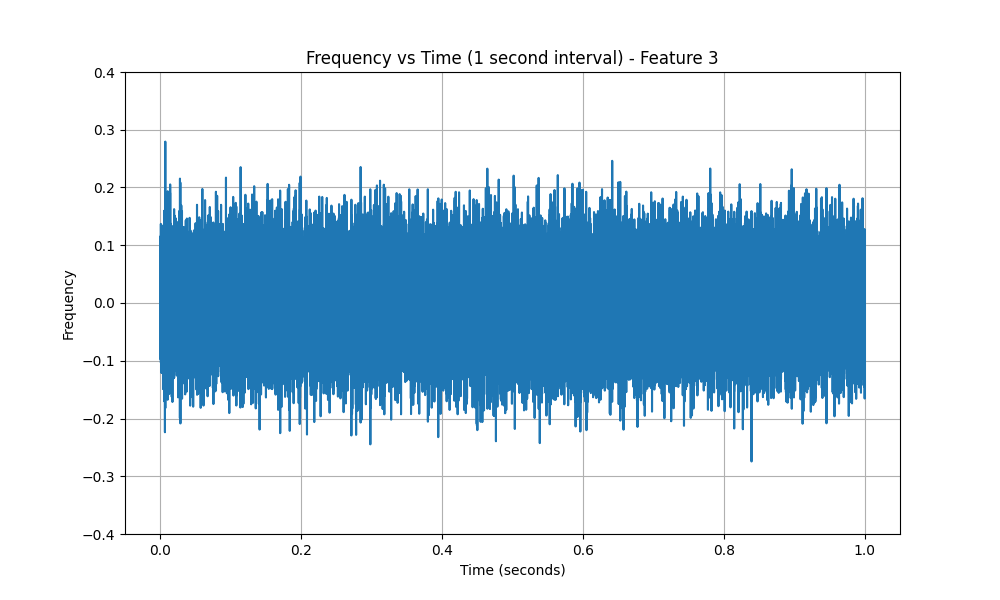 Frequency vs Time (1 second interval) - Feature 3
0.4
0.3
0.2
0.1
0.0
−0.1
−0.2
−0.3
−0.4
Frequency
0.0 0.2 0.4 0.6 0.8 1.0
Time (seconds)